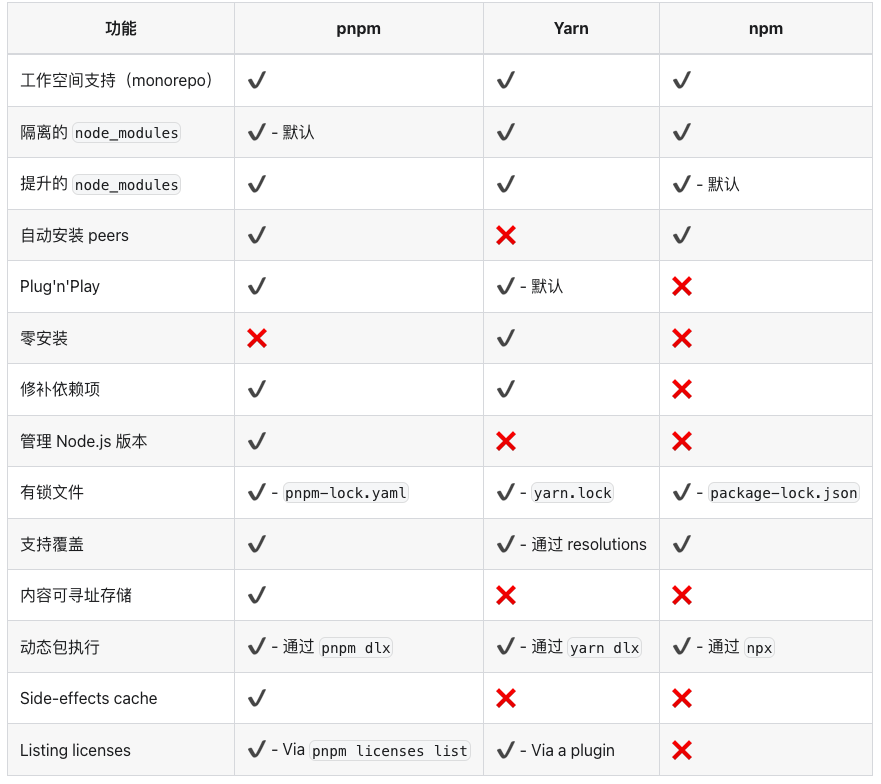 功能 pnpm Yarn npm
工作空间支持（monorepo） ✔ ✔ ✔
隔离的 node_modules ✔ - 默认 ✔ ✔
提升的 node_modules ✔ ✔ ✔ - 默认
自动安装 peers ✔ ❌ ✔
Plug'n'Play ✔ ✔ - 默认 ❌
零安装 ❌ ✔ ❌
修补依赖项 ✔ ✔ ❌
管理 Node.js 版本 ✔ ❌ ❌
有锁文件 ✔ - pnpm-lock.yaml ✔ - yarn.lock ✔ - package-lock.json
支持覆盖 ✔ ✔ - 通过 resolutions ✔
内容可寻址存储 ✔ ❌ ❌
动态包执行 ✔ - 通过 pnpm dlx ✔ - 通过 yarn dlx ✔ - 通过 npx
Side-effects cache ✔ ❌ ❌
Listing licenses ✔ - Via pnpm licenses list ✔ - Via a plugin ❌